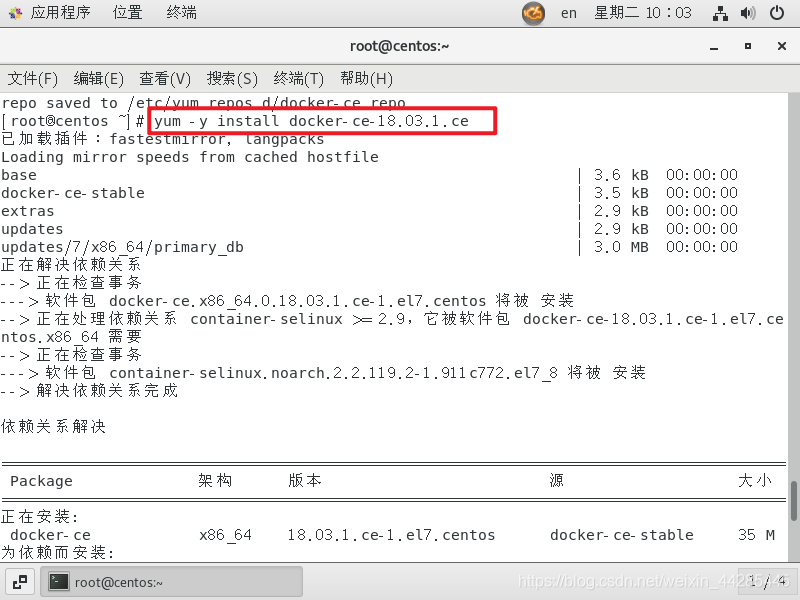 应用程序 位置 终端 en 星期二 10:03
root@centos:~
文件(F) 编辑(E) 查看(V) 搜索(S) 终端(T) 帮助(H)
repo saved to /etc/yum.repos.d/docker-ce.repo
[root@centos ~]# yum -y install docker-ce-18.03.1.ce
已加载插件：fastestmirror, langpacks
Loading mirror speeds from cached hostfile
base | 3.6 kB 00:00:00
docker-ce-stable | 3.5 kB 00:00:00
extras | 2.9 kB 00:00:00
updates | 2.9 kB 00:00:00
updates/7/x86_64/primary_db | 3.0 MB 00:00:00
正在解决依赖关系
--> 正在检查事务
---> 软件包 docker-ce.x86_64.0.18.03.1.ce-1.el7.centos 将被 安装
--> 正在处理依赖关系 container-selinux >= 2.9，它被软件包 docker-ce-18.03.1.ce-1.el7.ce
ntos.x86_64 需要
--> 正在检查事务
---> 软件包 container-selinux.noarch.2.2.119.2-1.911c772.el7_8 将被 安装
--> 解决依赖关系完成
依赖关系解决
Package 架构 版本 源 大小
正在安装:
docker-ce x86_64 18.03.1.ce-1.el7.centos docker-ce-stable 35 M
为依赖而安装:
root@centos:~ 1 / 4